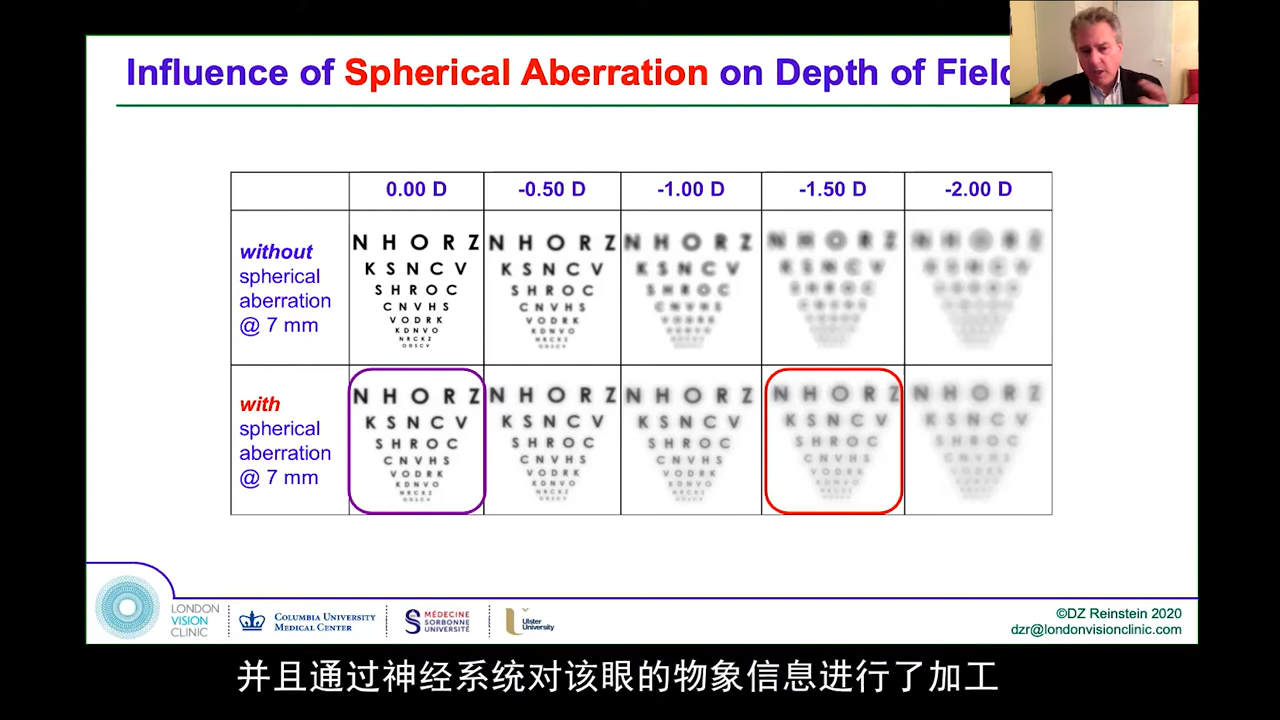 Influence of Spherical Aberration on Depth of Field
0.00 D -0.50 D -1.00 D -1.50 D -2.00 D
without
spherical
aberration
@ 7 mm
N H O R Z
K S N C V
S H R O C
C N V H S
V O D R K
K D N V O
N R C K Z
O R S C V
N H O R Z
K S N C V
S H R O C
C N V H S
V O D R K
K D N V O
N H O R Z
K S N C V
S H R O C
C N V H S
N H O R Z
K S N C V
with
spherical
aberration
@ 7 mm
N H O R Z
K S N C V
S H R O C
C N V H S
V O D R K
K D N V O
N R C K Z
N H O R Z
K S N C V
S H R O C
C N V H S
V O D R K
K D N V O
N H O R Z
K S N C V
S H R O C
C N V H S
V O D R K
K D N V O
N H O R Z
K S N C V
S H R O C
C N V H S
V O D R K
N H O R Z
K S N C V
S H R O C
C N V H S
LONDON
VISION
CLINIC
COLUMBIA UNIVERSITY
MEDICAL CENTER
MÉDECINE
SORBONNE
UNIVERSITÉ
Ulster
University
©DZ Reinstein 2020
dzr@londonvisionclinic.com
并且通过神经系统对该眼的物象信息进行了加工